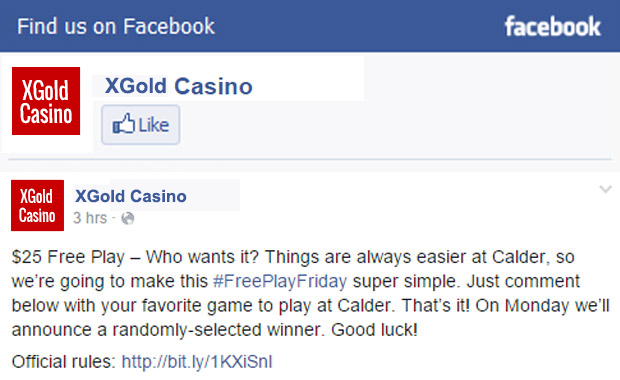 Find us on Facebook
facebook
XGold
Casino
XGold Casino
Like
XGold
Casino
XGold Casino
3 hrs ·
$25 Free Play – Who wants it? Things are always easier at Calder, so
we're going to make this #FreePlayFriday super simple. Just comment
below with your favorite game to play at Calder. That's it! On Monday we'll
announce a randomly-selected winner. Good luck!
Official rules: http://bit.ly/1KXiSnI